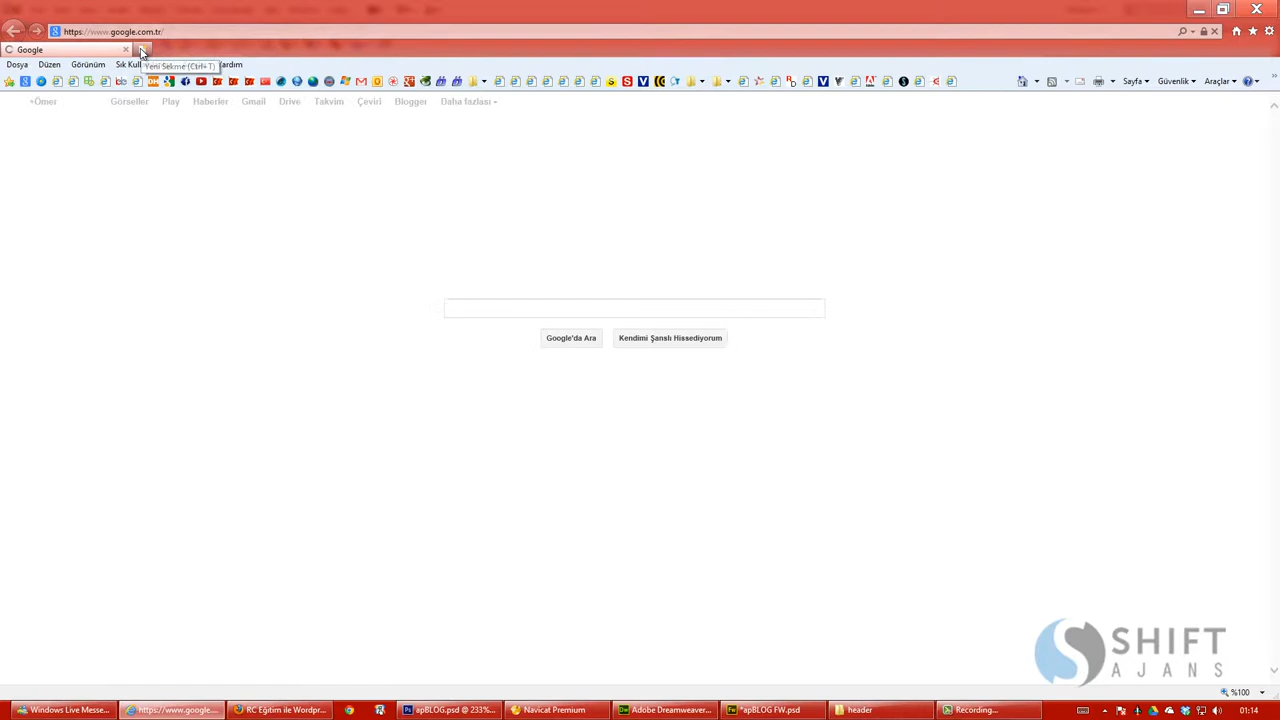 https://www.google.com.tr/
Google
Yeni Sekme (Ctrl+T)
Dosya Düzen Görünüm Sık Kull ardım
Sayfa Güvenlik Araçlar
+Ömer Görseller Play Haberler Gmail Drive Takvim Çeviri Blogger Daha fazlası
Google'da Ara Kendimi Şanslı Hissediyorum
SHIFT
AJANS
%100
Windows Live Messe... https://www.google.... RC Eğitim ile Wordpr... apBLOG.psd @ 233%... Navicat Premium Adobe Dreamweaver... *apBLOG FW.psd header Recording... 01:14